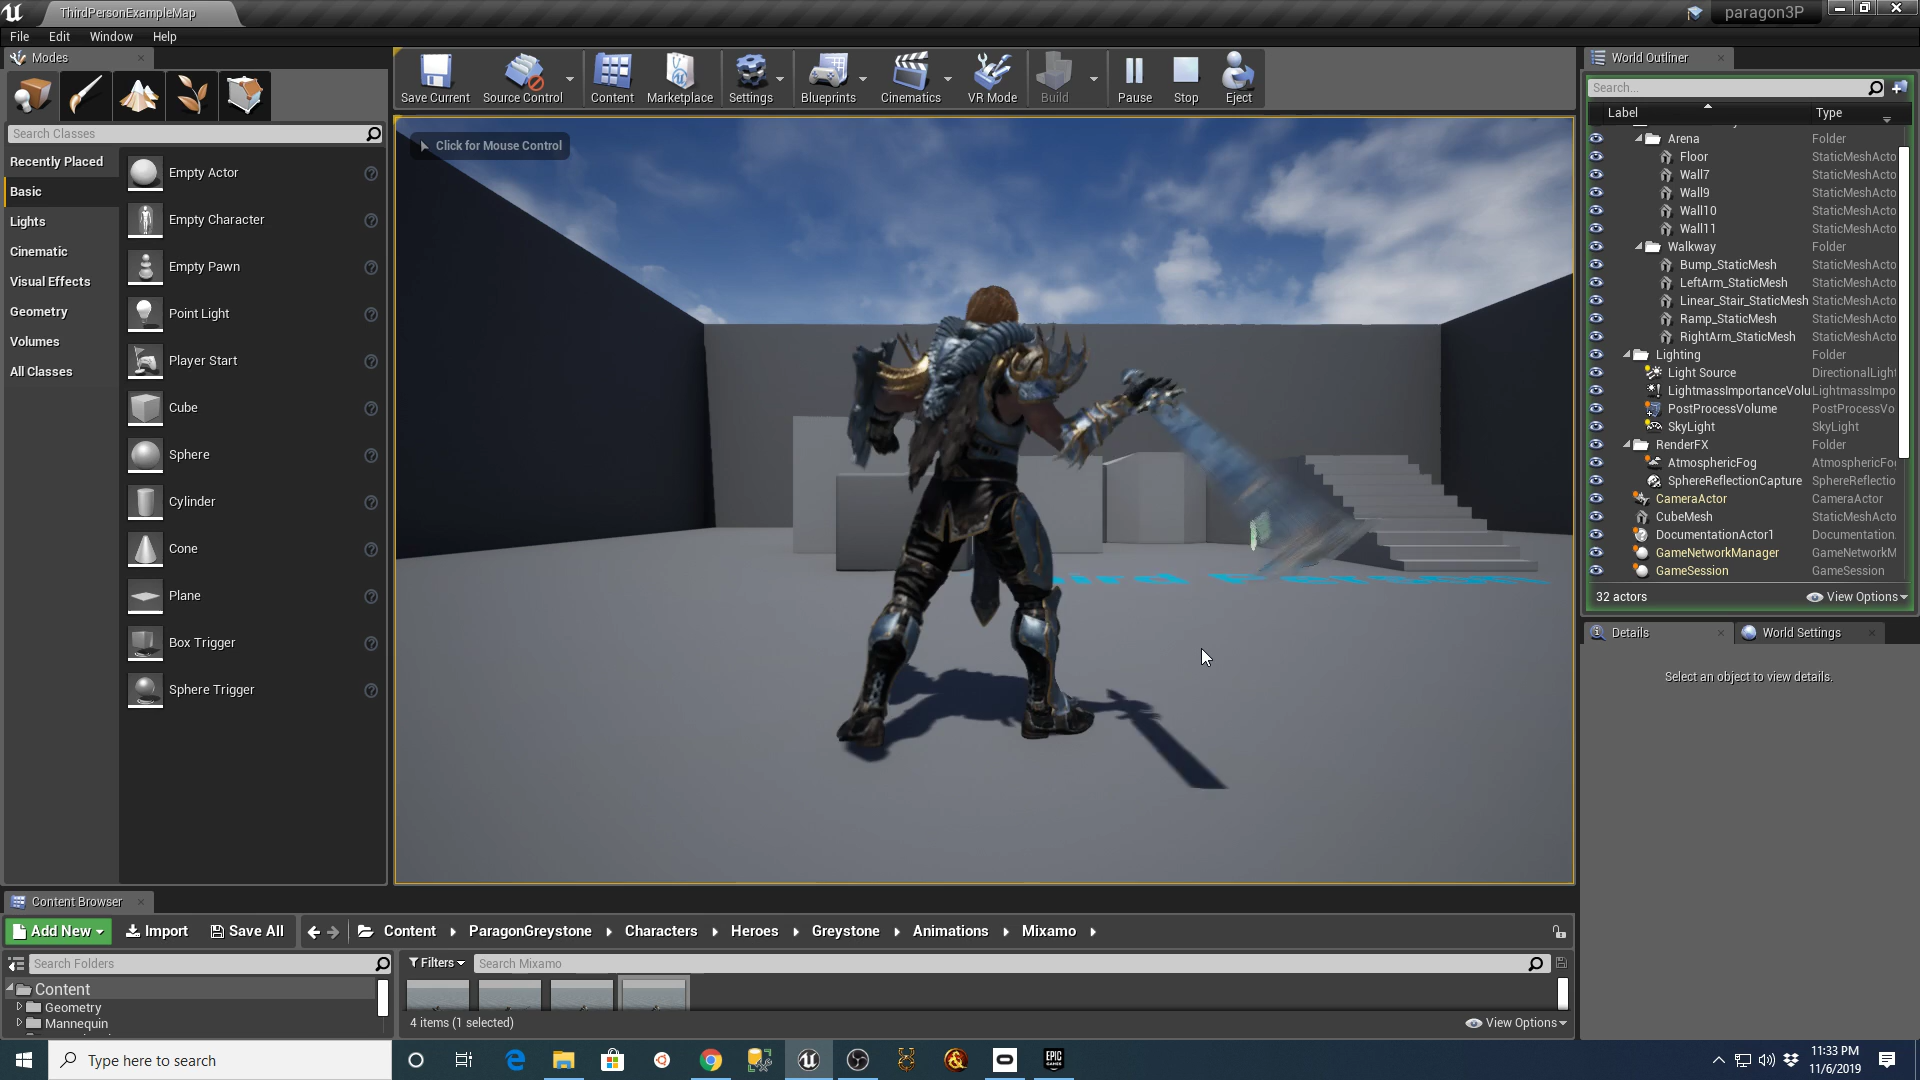 ThirdPersonExampleMap
paragon3P
File Edit Window Help
Modes
Search Classes
Recently Placed
Basic
Lights
Cinematic
Visual Effects
Geometry
Volumes
All Classes
Empty Actor
Empty Character
Empty Pawn
Point Light
Player Start
Cube
Sphere
Cylinder
Cone
Plane
Box Trigger
Sphere Trigger
Save Current Source Control Content Marketplace Settings Blueprints Cinematics VR Mode Build Pause Stop Eject
Click for Mouse Control
World Outliner
Search...
Label Type
Arena Folder
Floor StaticMeshActo
Wall7 StaticMeshActo
Wall9 StaticMeshActo
Wall10 StaticMeshActo
Wall11 StaticMeshActo
Walkway Folder
Bump_StaticMesh StaticMeshActo
LeftArm_StaticMesh StaticMeshActo
Linear_Stair_StaticMesh StaticMeshActo
Ramp_StaticMesh StaticMeshActo
RightArm_StaticMesh StaticMeshActo
Lighting Folder
Light Source DirectionalLight
LightmassImportanceVolu LightmassImpo
PostProcessVolume PostProcessVo
SkyLight SkyLight
RenderFX Folder
AtmosphericFog AtmosphericFo
SphereReflectionCapture SphereReflectio
CameraActor CameraActor
CubeMesh StaticMeshActo
DocumentationActor1 Documentation
GameNetworkManager GameNetworkM
GameSession GameSession
32 actors View Options
Details World Settings
Select an object to view details.
Content Browser
Add New Import Save All Content ParagonGreystone Characters Heroes Greystone Animations Mixamo
Search Folders
Content
Geometry
Mannequin
Filters Search Mixamo
4 items (1 selected) View Options
Type here to search
EPIC GAMES
11:33 PM
11/6/2019